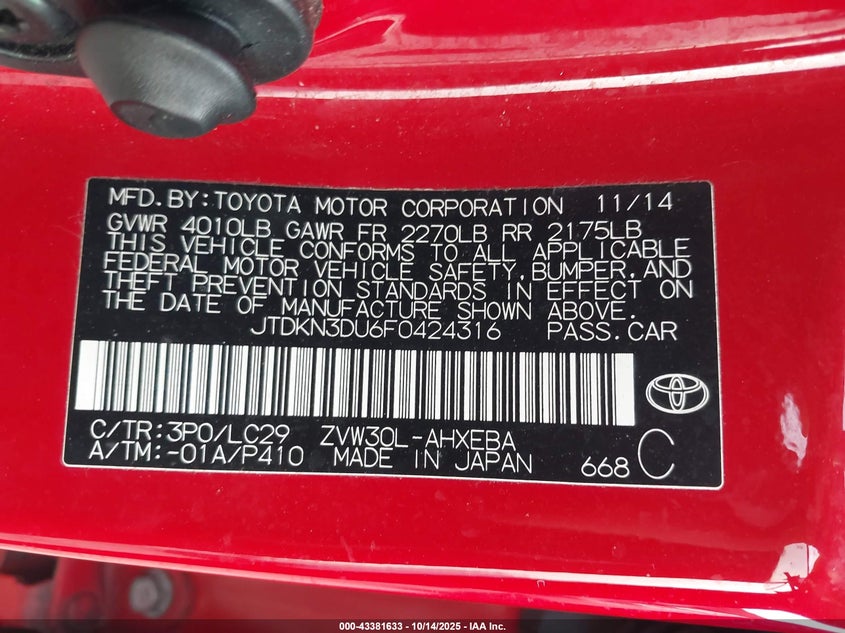 MFD.BY:TOYOTA MOTOR CORPORATION 11/14
GVWR 4010LB GAWR FR 2270LB RR 2175LB
THIS VEHICLE CONFORMS TO ALL APPLICABLE
FEDERAL MOTOR VEHICLE SAFETY,BUMPER,AND
THEFT PREVENTION STANDARDS IN EFFECT ON
THE DATE OF MANUFACTURE SHOWN ABOVE.
JTDKN3DU6F0424316 PASS.CAR
C/TR:3P0/LC29 ZVW30L-AHXEBA
A/TM:-01A/P410 MADE IN JAPAN 668 C
000-43381633 - 10/14/2025 - IAA Inc.